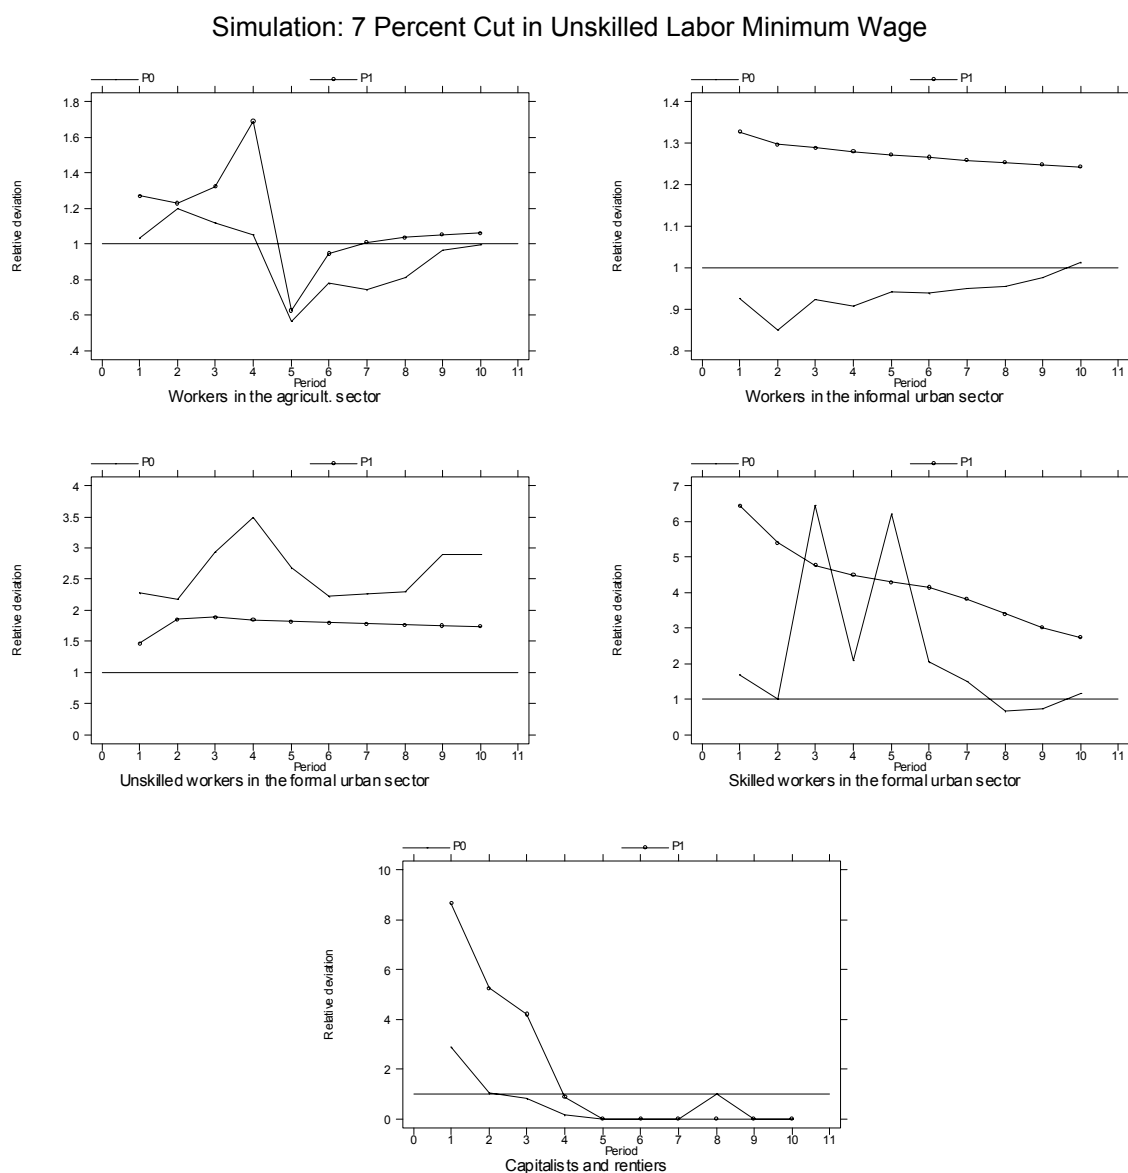 Simulation: 7 Percent Cut in Unskilled Labor Minimum Wage
P0 P1
Relative deviation
1.8
1.6
1.4
1.2
1
.8
.6
.4
0 1 2 3 4 5 6 7 8 9 10 11
Period
Workers in the agricult. sector
P0 P1
Relative deviation
1.4
1.3
1.2
1.1
1
.9
.8
0 1 2 3 4 5 6 7 8 9 10 11
Period
Workers in the informal urban sector
P0 P1
Relative deviation
4
3.5
3
2.5
2
1.5
1
.5
0
0 1 2 3 4 5 6 7 8 9 10 11
Period
Unskilled workers in the formal urban sector
P0 P1
Relative deviation
7
6
5
4
3
2
1
0
0 1 2 3 4 5 6 7 8 9 10 11
Period
Skilled workers in the formal urban sector
P0 P1
Relative deviation
10
8
6
4
2
0
0 1 2 3 4 5 6 7 8 9 10 11
Period
Capitalists and rentiers